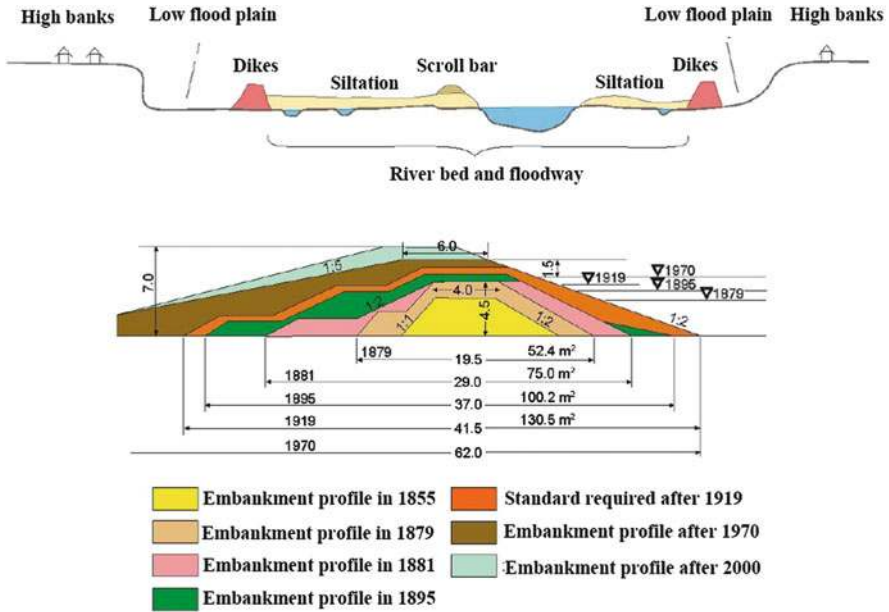 High banks
Low flood plain
Low flood plain
High banks
Dikes
Siltation
Scroll bar
Siltation
Dikes
River bed and floodway
6.0
7.0
1:5
1.5
1919
1970
1895
1879
1:2
4.0
4.5
1:1
1:2
1:2
1879
19.5
52.4 m²
1881
29.0
75.0 m²
1895
37.0
100.2 m²
1919
41.5
130.5 m²
1970
62.0
Embankment profile in 1855
Standard required after 1919
Embankment profile in 1879
Embankment profile after 1970
Embankment profile in 1881
Embankment profile after 2000
Embankment profile in 1895